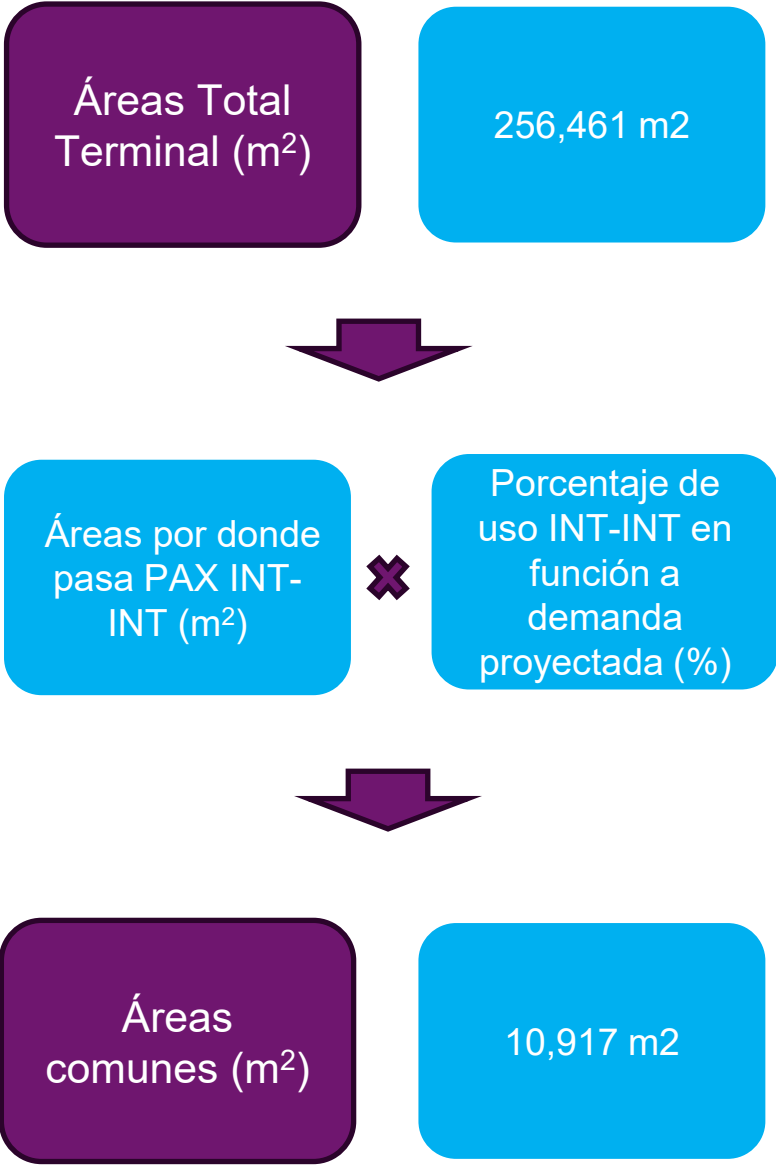 Áreas Total
Terminal (m²)
256,461 m2
Áreas por donde
pasa PAX INT-
INT (m²)
Porcentaje de
uso INT-INT en
función a
demanda
proyectada (%)
Áreas
comunes (m²)
10,917 m2